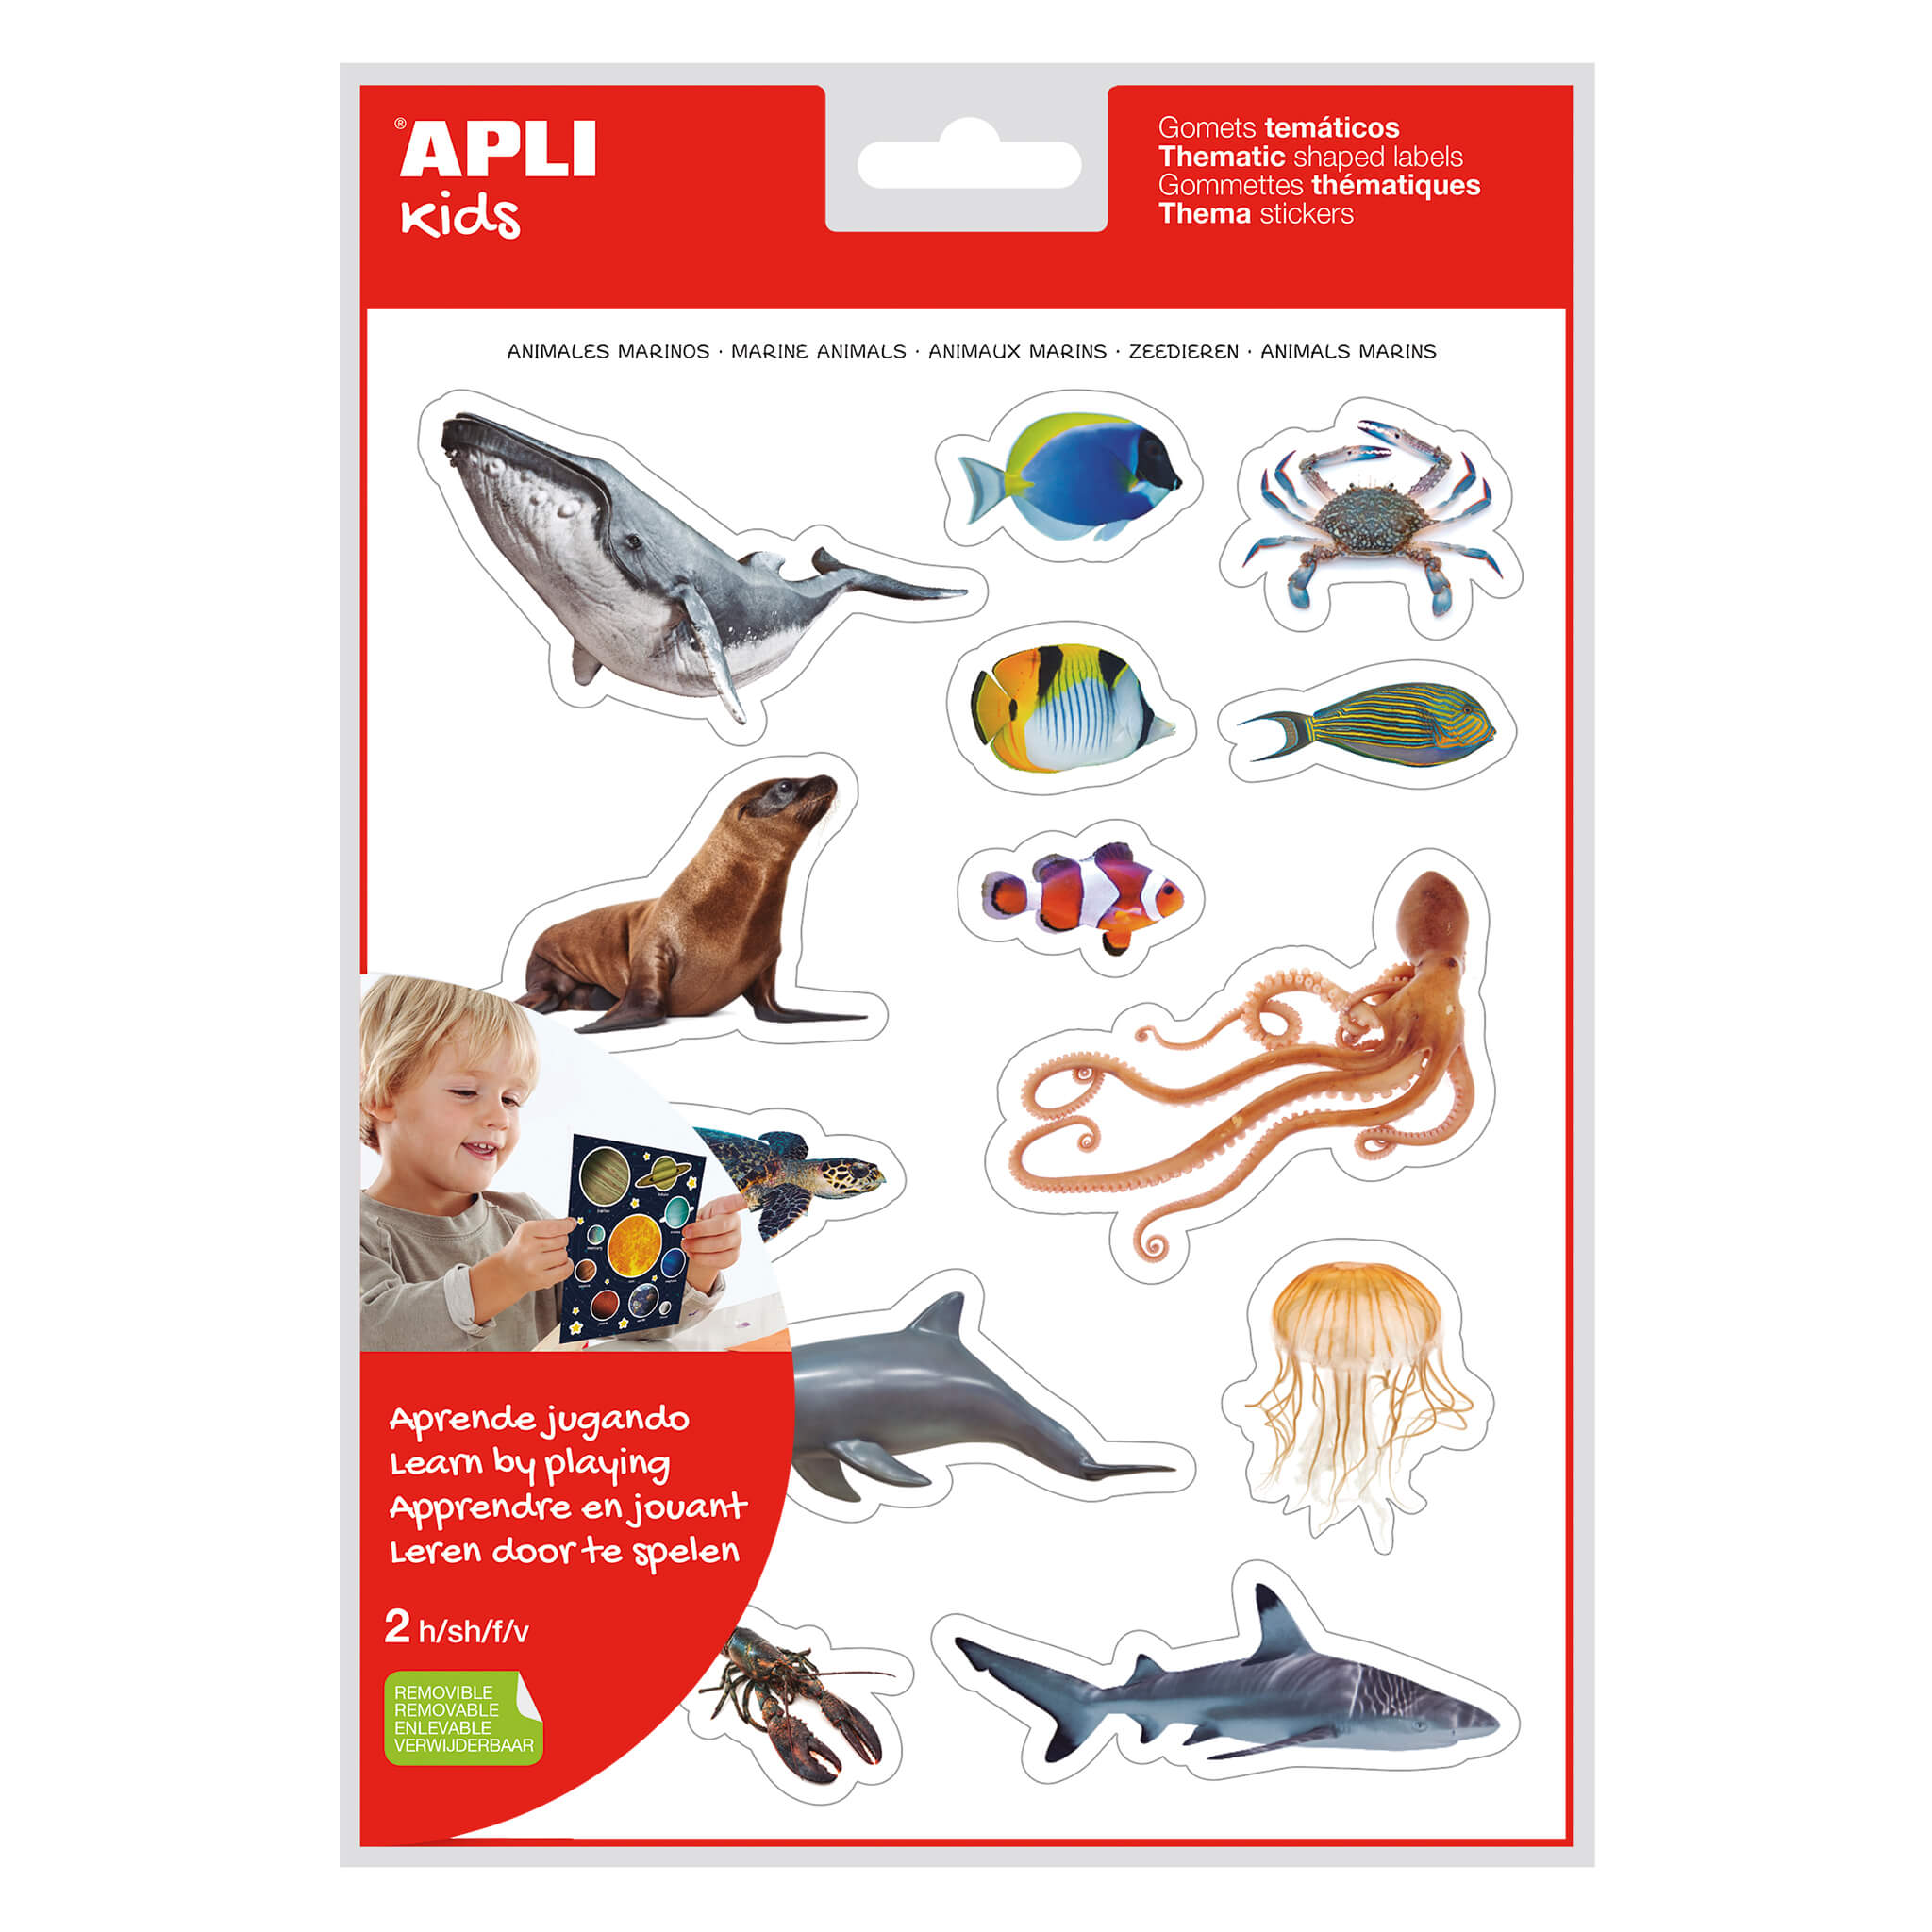 ® APLI
kids
Gomets temáticos
Thematic shaped labels
Gommettes thématiques
Thema stickers
ANIMALES MARINOS · MARINE ANIMALS · ANIMAUX MARINS · ZEEDIEREN · ANIMALS MARINS
Aprende jugando
Learn by playing
Apprendre en jouant
Leren door te spelen
2 h/sh/f/v
REMOVIBLE
REMOVABLE
ENLEVABLE
VERWIJDERBAAR